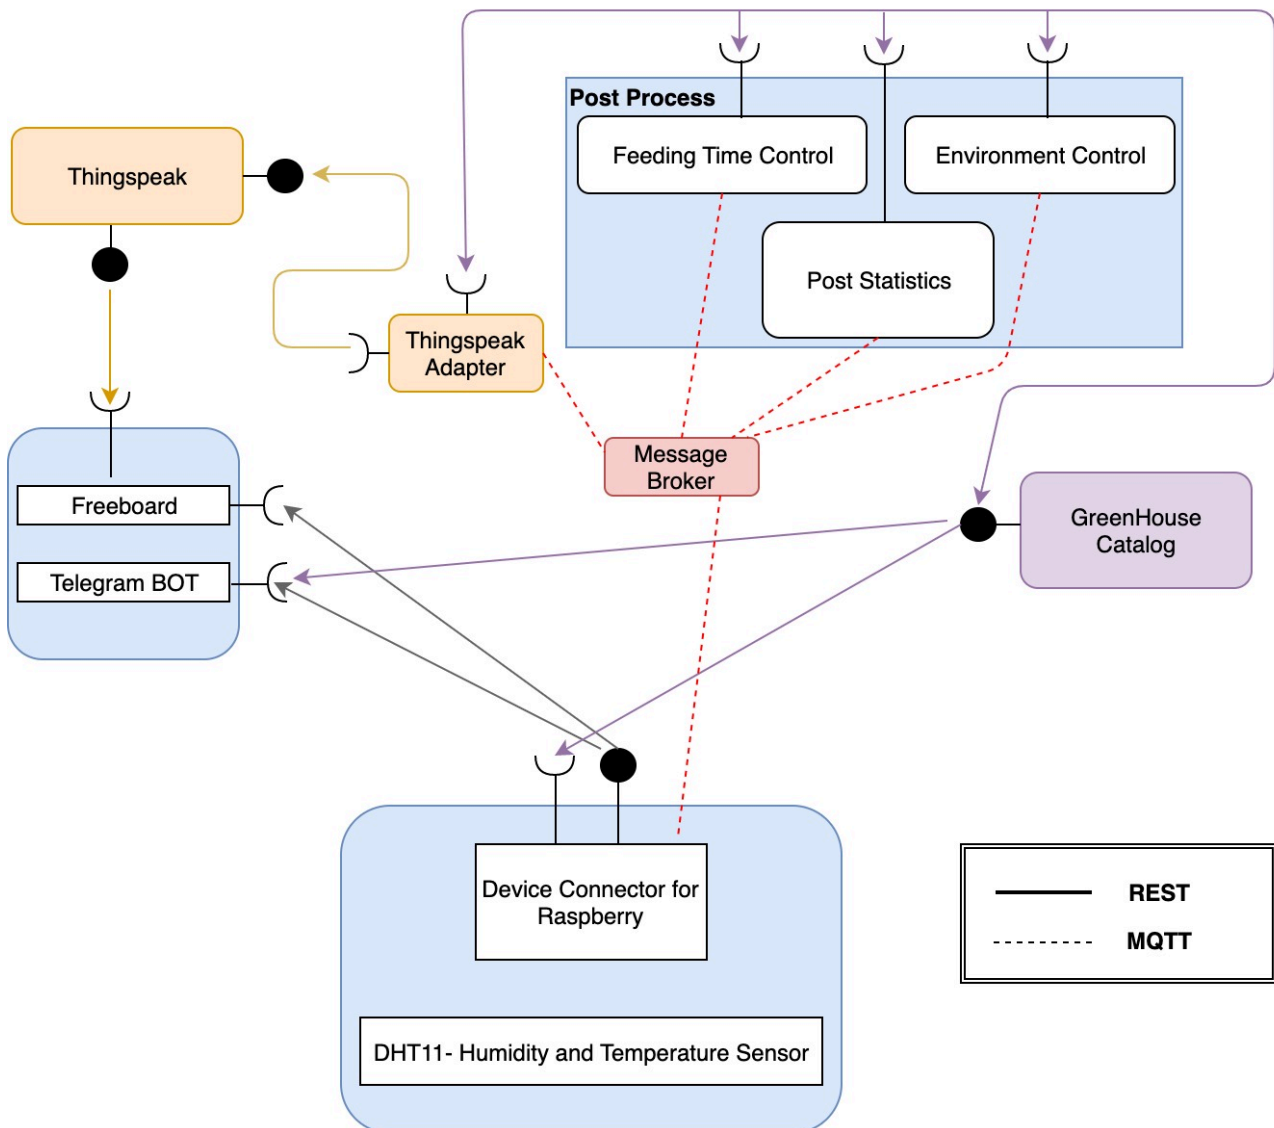 Post Process
Feeding Time Control
Environment Control
Thingspeak
Post Statistics
Thingspeak
Adapter
Message
Broker
Freeboard
GreenHouse
Catalog
Telegram BOT
Device Connector for
Raspberry
REST
MQTT
DHT11- Humidity and Temperature Sensor